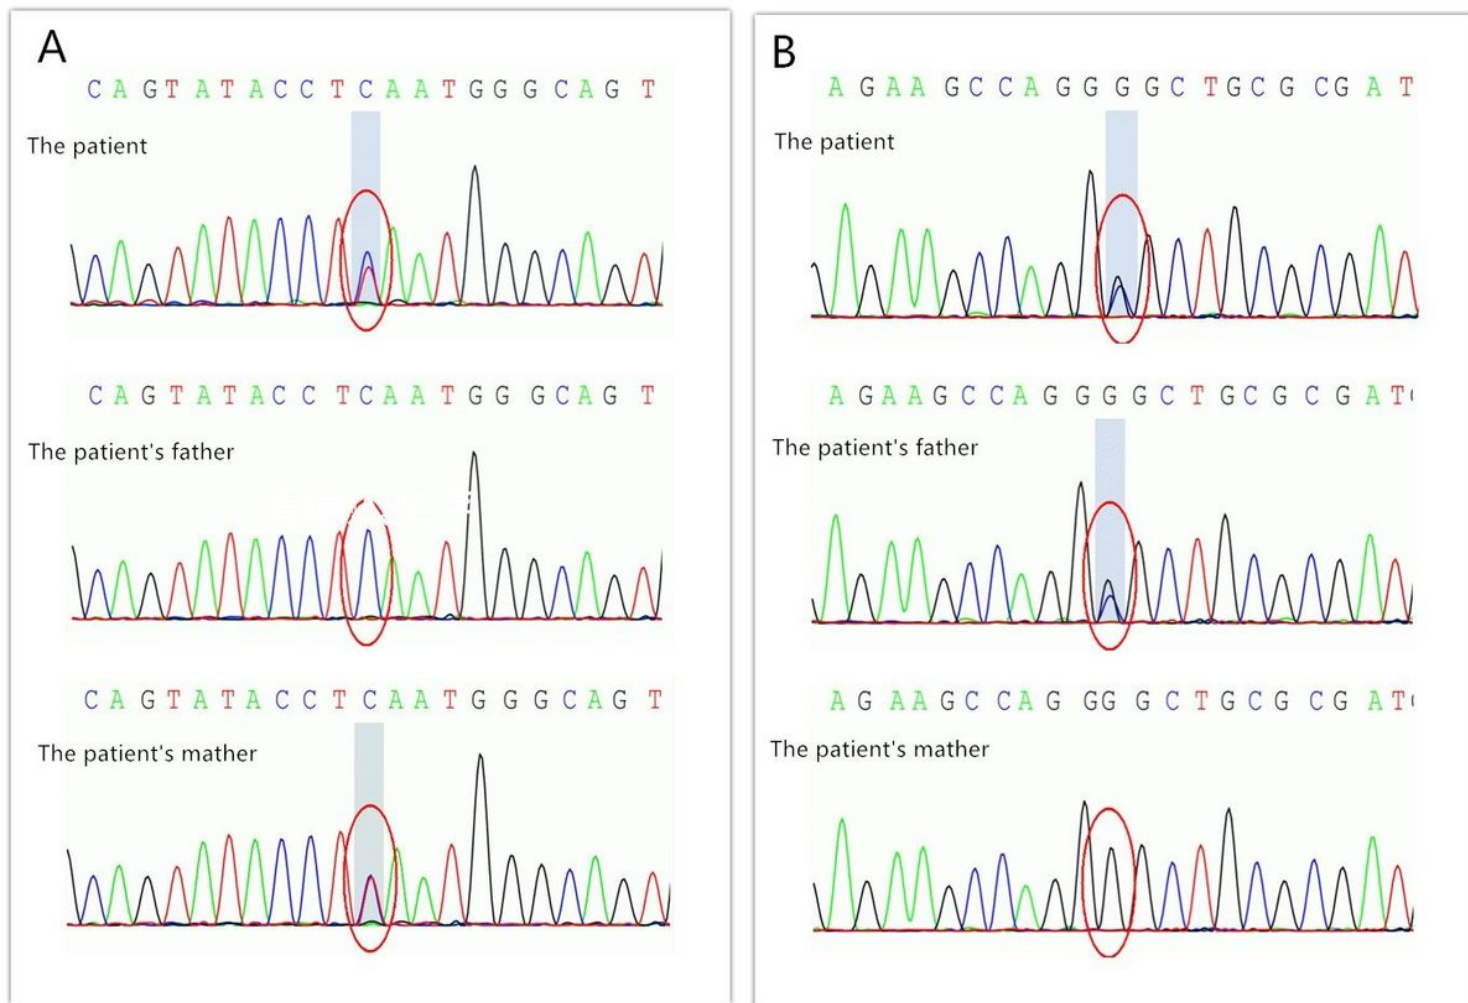 A
C A G T A T A C C T C A A T G G G C A G T
The patient
C A G T A T A C C T C A A T G G G C A G T
The patient's father
C A G T A T A C C T C A A T G G G C A G T
The patient's mather
B
A G A A G C C A G G G G C T G C G C G A T
The patient
A G A A G C C A G G G G C T G C G C G A T
The patient's father
A G A A G C C A G G G G C T G C G C G A T
The patient's mather